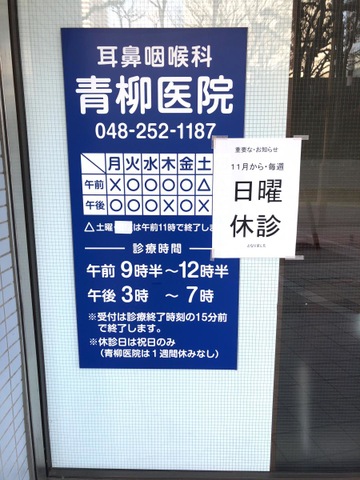 耳鼻咽喉科
青柳医院
048-252-1187
月火水木金土
午前 X〇〇〇〇△
午後 〇〇〇X〇X
△土曜 は午前11時で終了しま
診療時間
午前 9時半～12時半
午後 3時 ～ 7時
※受付は診療終了時刻の15分前
で終了します。
※休診日は祝日のみ
(青柳医院は1週間休みなし)
重要な・お知らせ
11月から・毎週
日曜
休診